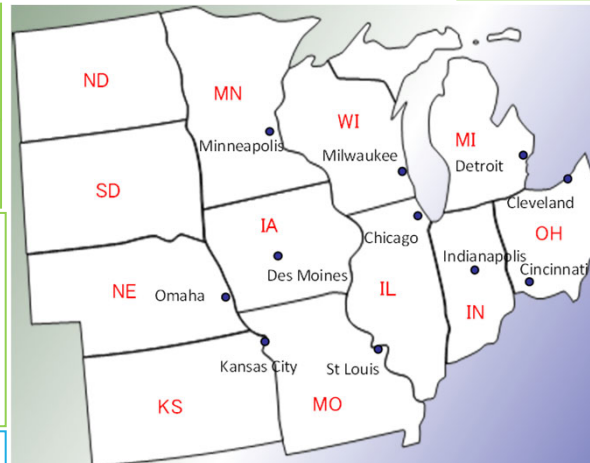 ND
MN
WI
MI
Minneapolis
Milwaukee
Detroit
SD
Cleveland
IA
Chicago
OH
Indianapolis
Des Moines
Cincinnati
NE
Omaha
IL
IN
Kansas City
St Louis
KS
MO